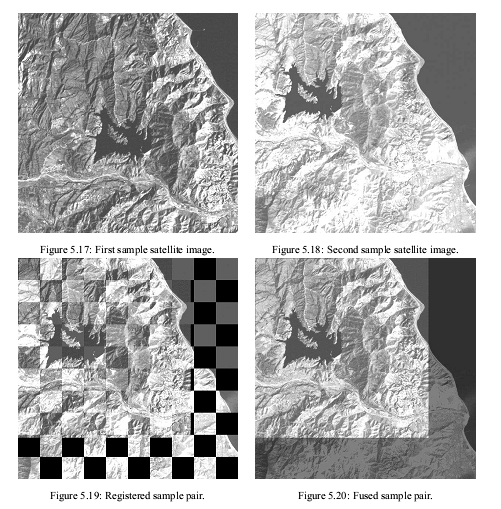 Figure 5.17: First sample satellite image.
Figure 5.18: Second sample satellite image.
Figure 5.19: Registered sample pair.
Figure 5.20: Fused sample pair.